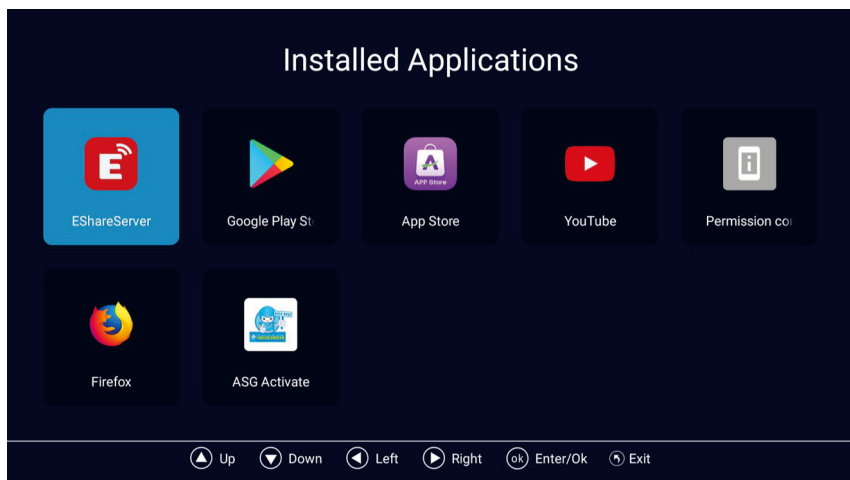 Installed Applications
E
APP Store
EShareServer
Google Play St
App Store
YouTube
Permission co
Firefox
ASG Activate
Up
Down
Left
Right
ok
Enter/Ok
Exit